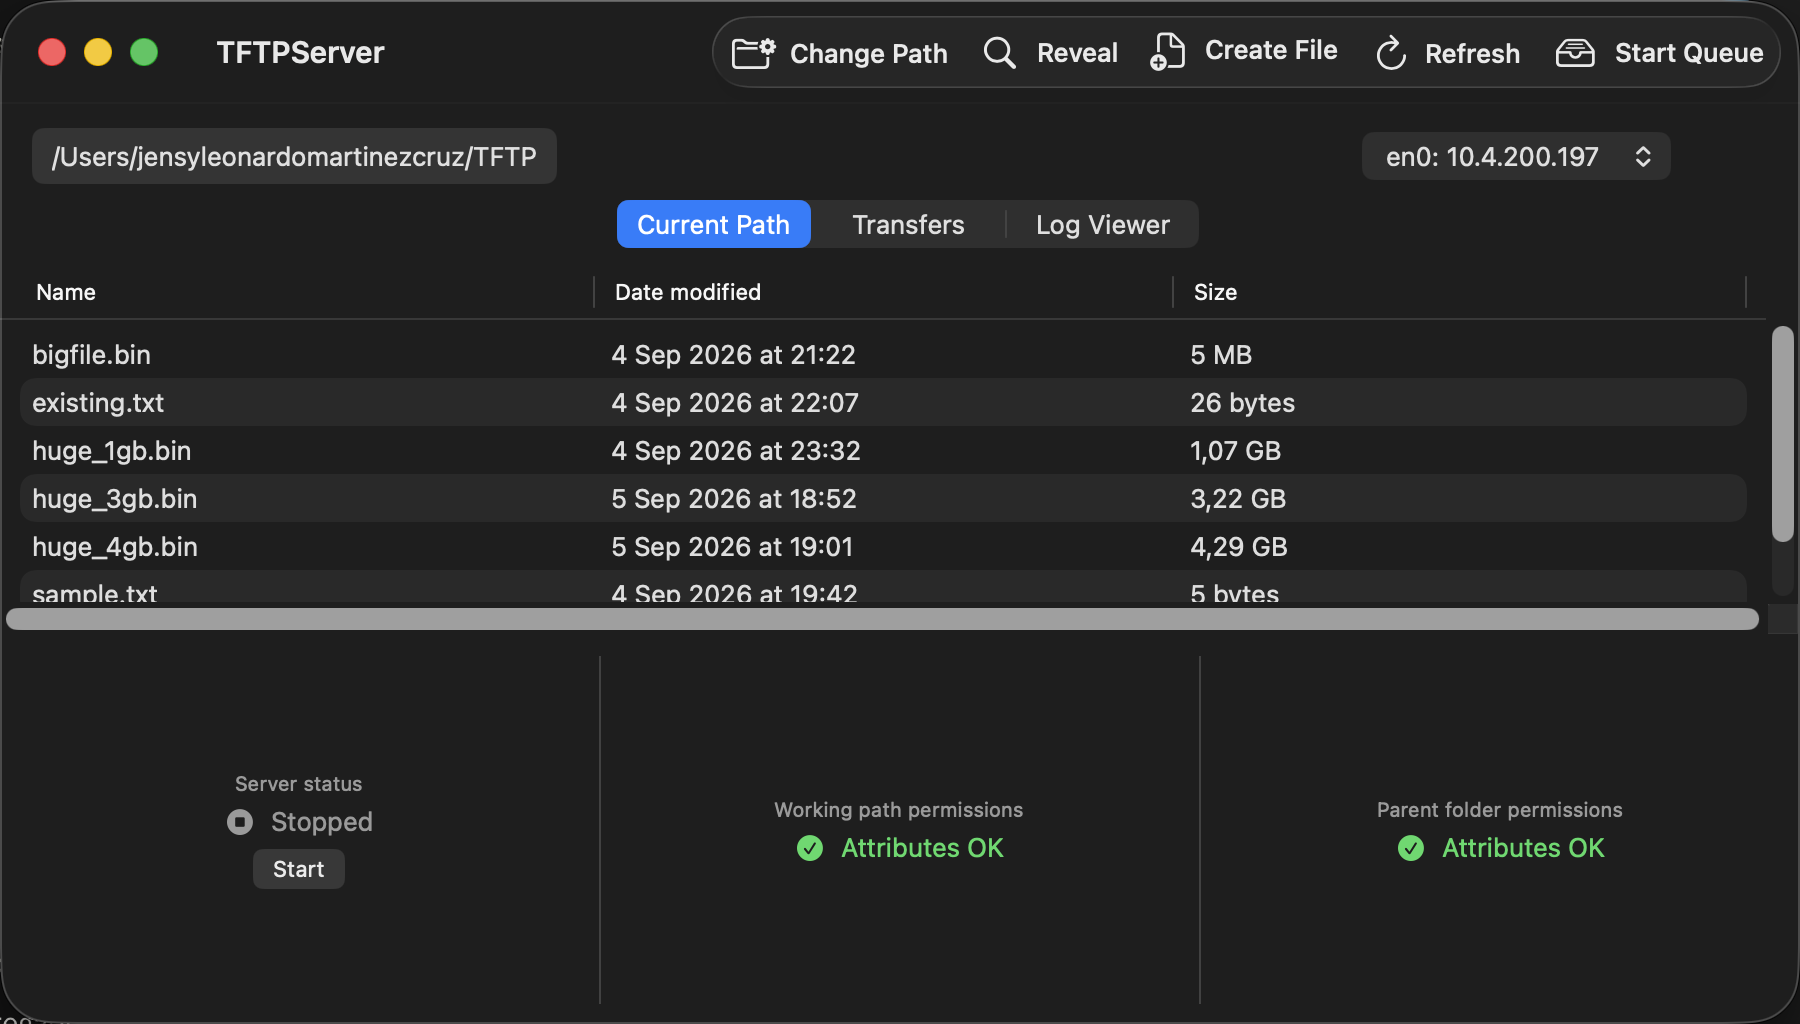 TFTPServer
Change Path
Reveal
Create File
Refresh
Start Queue
/Users/jensyleonardomartinezcruz/TFTP
en0: 10.4.200.197
Current Path
Transfers
Log Viewer
Name Date modified Size
bigfile.bin 4 Sep 2026 at 21:22 5 MB
existing.txt 4 Sep 2026 at 22:07 26 bytes
huge_1gb.bin 4 Sep 2026 at 23:32 1,07 GB
huge_3gb.bin 5 Sep 2026 at 18:52 3,22 GB
huge_4gb.bin 5 Sep 2026 at 19:01 4,29 GB
sample.txt 4 Sep 2026 at 19:42 5 bytes
Server status
Stopped
Start
Working path permissions
Attributes OK
Parent folder permissions
Attributes OK